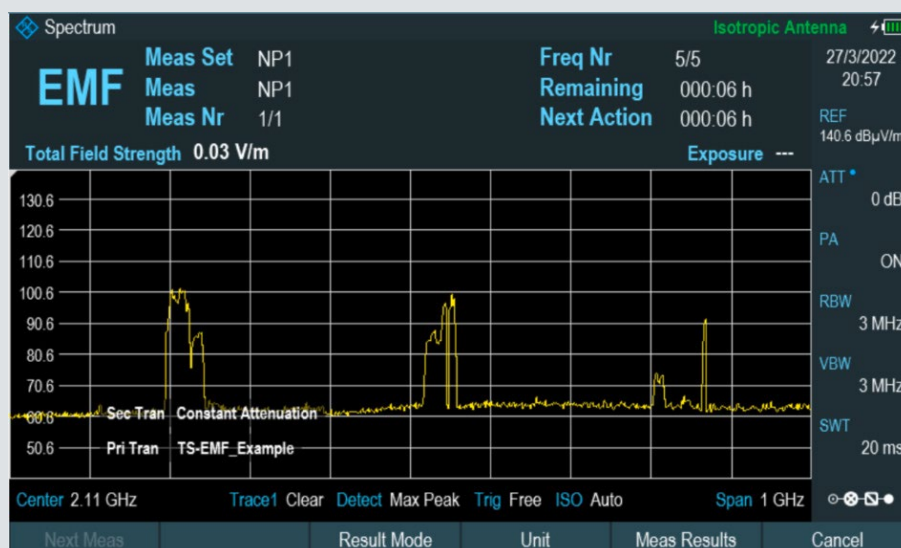 Spectrum Isotropic Antenna
EMF
Meas Set NP1 Freq Nr 5/5
Meas NP1 Remaining 000:06 h
Meas Nr 1/1 Next Action 000:06 h
Total Field Strength 0.03 V/m Exposure ---
27/3/2022
20:57
REF
140.6 dBµV/m
ATT
0 dB
PA
ON
RBW
3 MHz
VBW
3 MHz
SWT
20 ms
130.6
120.6
110.6
100.6
90.6
80.6
70.6
60.6
50.6
Sec Tran Constant Attenuation
Pri Tran TS-EMF_Example
Center 2.11 GHz Trace1 Clear Detect Max Peak Trig Free ISO Auto Span 1 GHz
Next Meas Result Mode Unit Meas Results Cancel